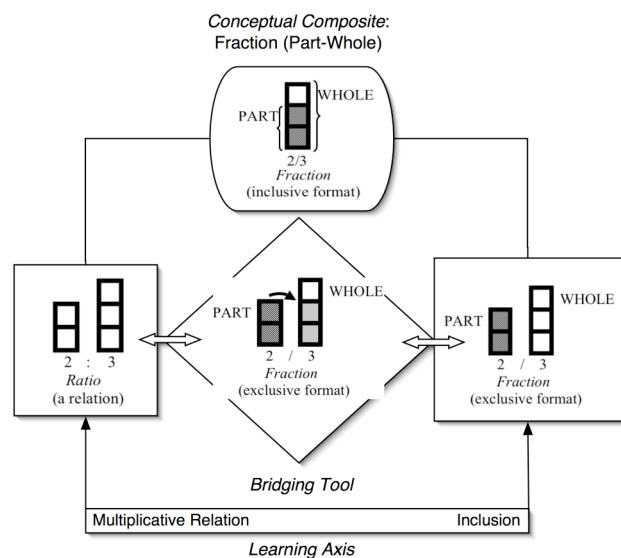 Conceptual Composite:
Fraction (Part-Whole)
PART
WHOLE
2/3
Fraction
(inclusive format)
2 : 3
Ratio
(a relation)
PART
WHOLE
2 / 3
Fraction
(exclusive format)
PART
WHOLE
2 / 3
Fraction
(exclusive format)
Bridging Tool
Multiplicative Relation
Inclusion
Learning Axis